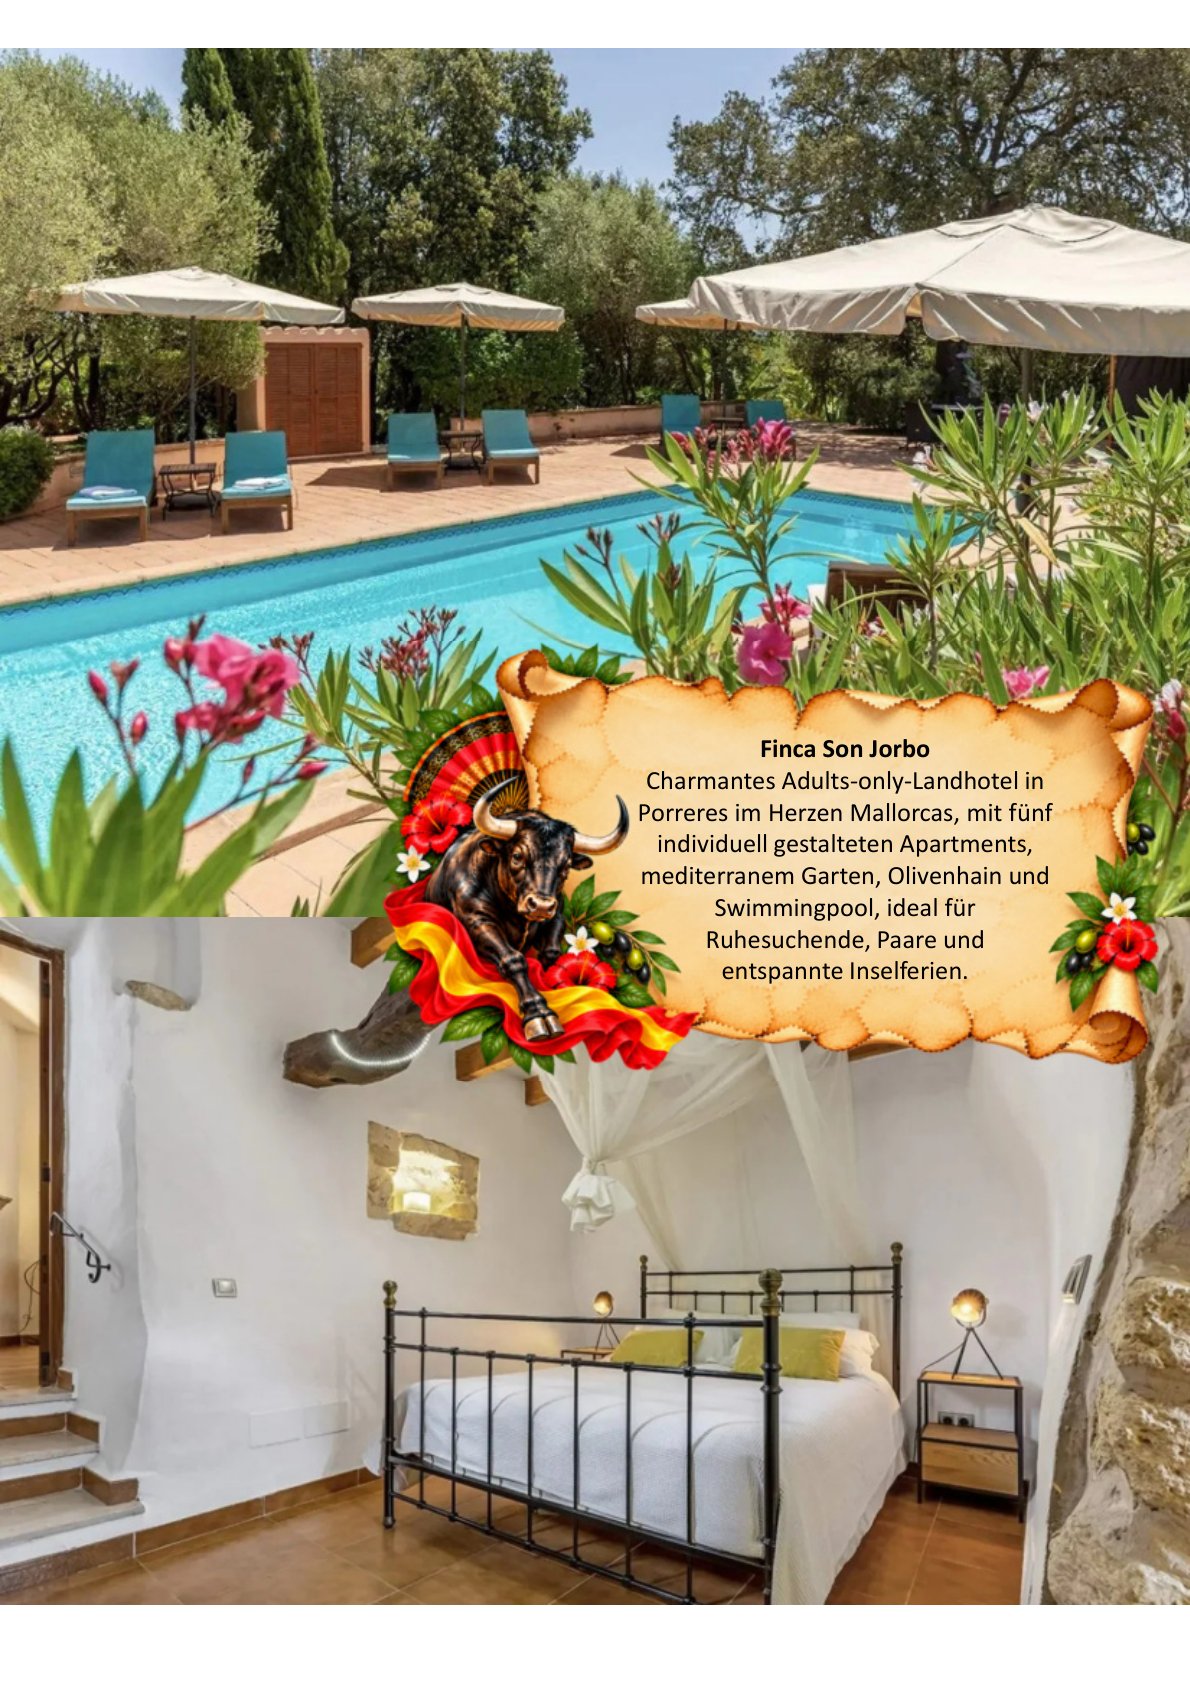 Finca Son Jorbo
Charmantes Adults-only-Landhotel in
Porreres im Herzen Mallorcas, mit fünf
individuell gestalteten Apartments,
mediterranem Garten, Olivenhain und
Swimmingpool, ideal für
Ruhesuchende, Paare und
entspannte Inselferien.